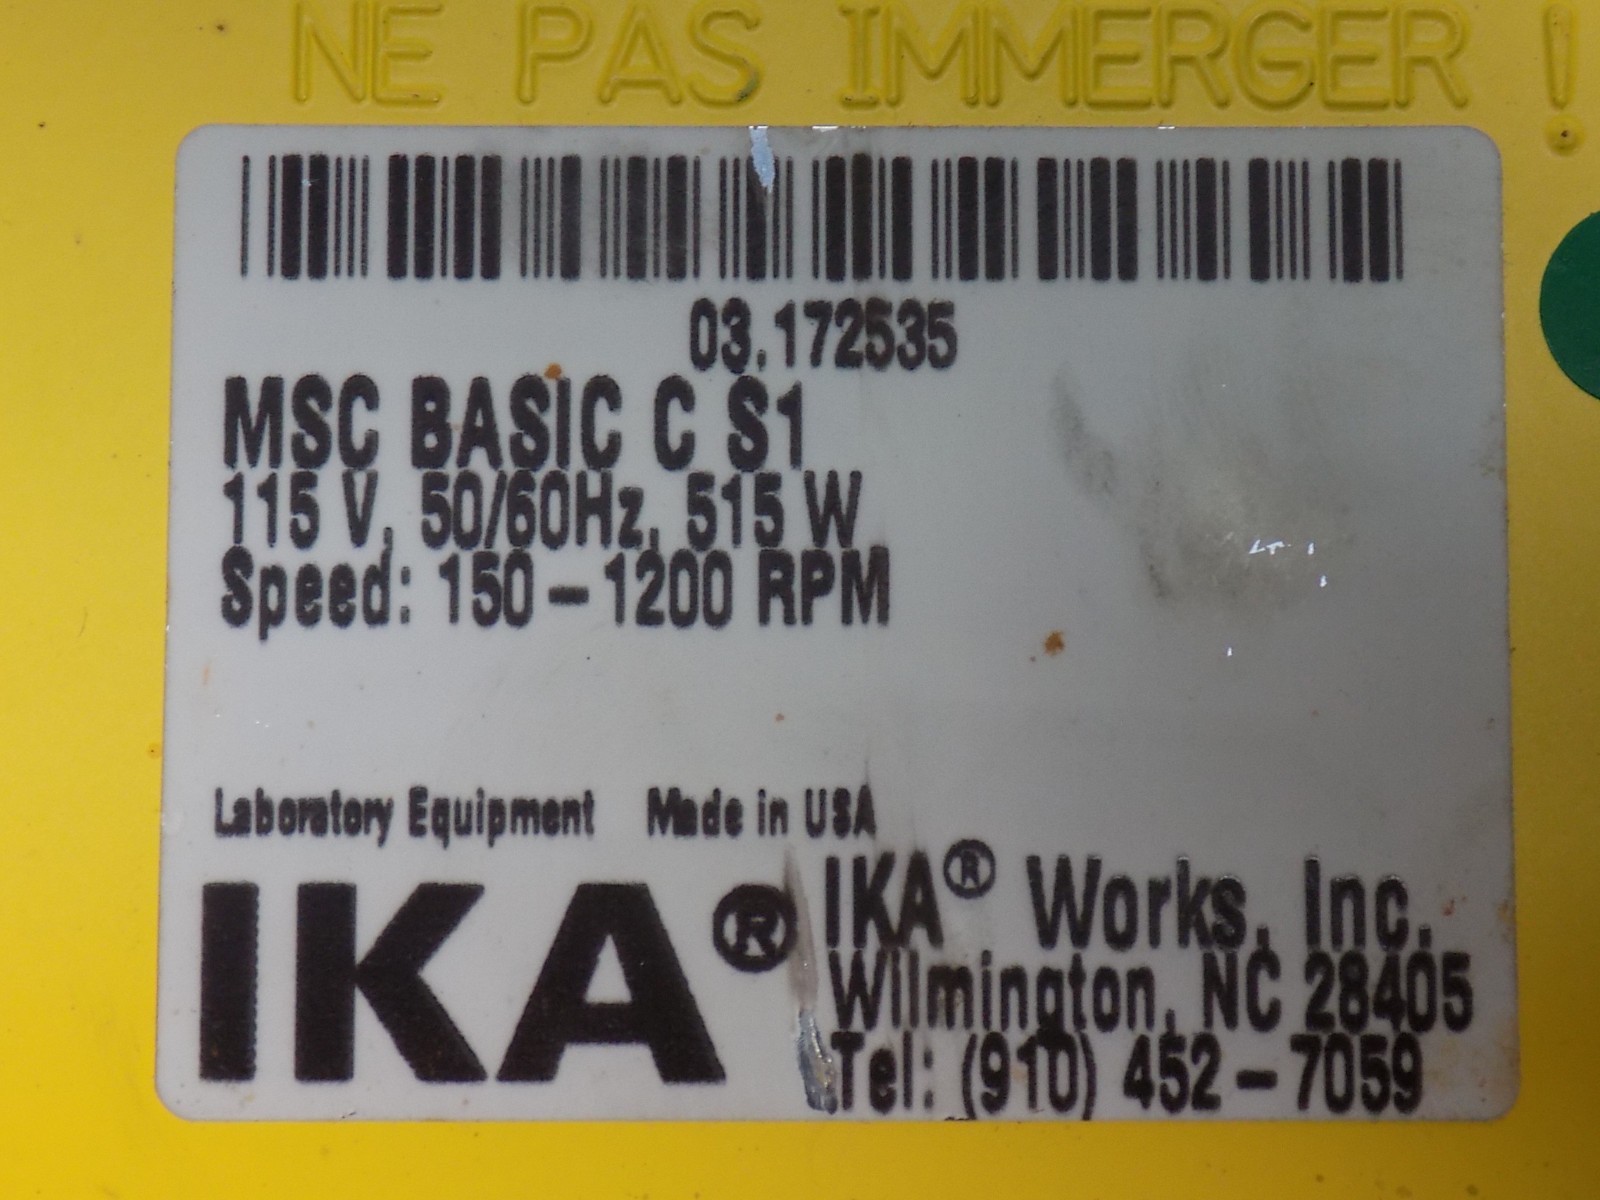 NE PAS IMMERGER !
03.172535
MSC BASIC C S1
115 V, 50/60Hz, 515 W
Speed: 150-1200 RPM
Laboratory Equipment Made in USA
IKA®
IKA® Works, Inc.
Wilmington, NC 28405
Tel: (910) 452-7059